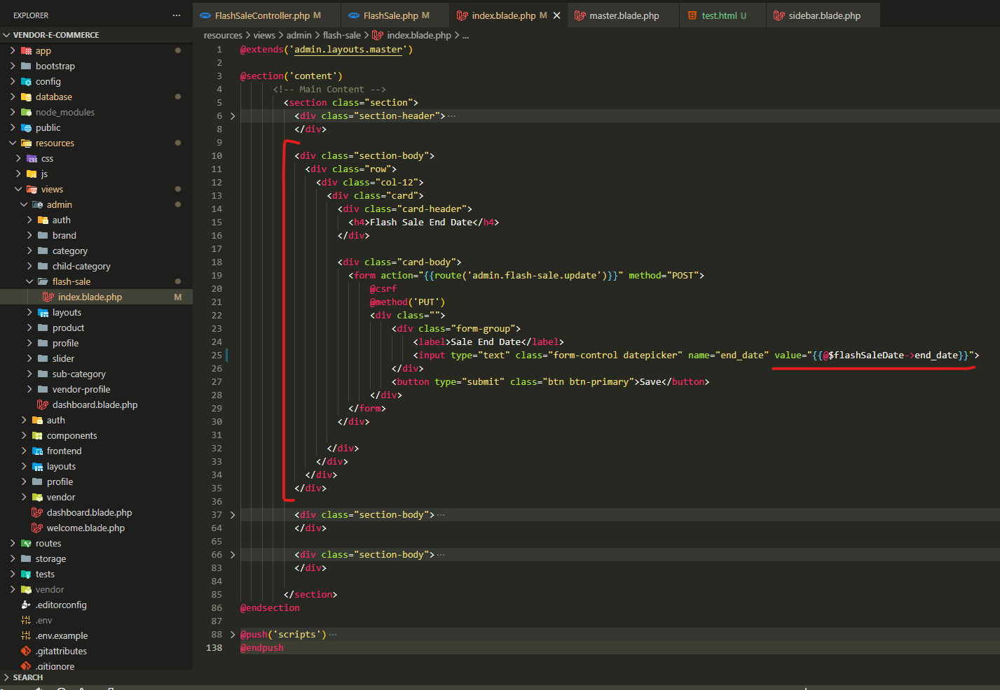 EXPLORER ...
VENDOR-E-COMMERCE
app
bootstrap
config
database
node_modules
public
resources
css
js
views
admin
auth
brand
category
child-category
flash-sale
index.blade.php M
layouts
product
profile
slider
sub-category
vendor-profile
dashboard.blade.php
auth
components
frontend
layouts
profile
vendor
dashboard.blade.php
welcome.blade.php
routes
storage
tests
vendor
.editorconfig
.env
.env.example
.gitattributes
.gitignore
SEARCH
FlashSaleController.php M FlashSale.php M index.blade.php M master.blade.php test.html U sidebar.blade.php
resources > views > admin > flash-sale > index.blade.php > ...
1 @extends('admin.layouts.master')
2
3 @section('content')
4 <!-- Main Content -->
5 <section class="section">
6 <div class="section-header"> ...
8 </div>
9
10 <div class="section-body">
11 <div class="row">
12 <div class="col-12">
13 <div class="card">
14 <div class="card-header">
15 <h4>Flash Sale End Date</h4>
16 </div>
17
18 <div class="card-body">
19 <form action="{{route('admin.flash-sale.update')}}" method="POST">
20 @csrf
21 @method('PUT')
22 <div class="">
23 <div class="form-group">
24 <label>Sale End Date</label>
25 <input type="text" class="form-control datepicker" name="end_date" value="{{@$flashSaleDate->end_date}}">
26 </div>
27 <button type="submit" class="btn btn-primary">Save</button>
28 </div>
29 </form>
30 </div>
31
32 </div>
33 </div>
34 </div>
35 </div>
36
37 <div class="section-body"> ...
64 </div>
65
66 <div class="section-body"> ...
83 </div>
84
85 </section>
86 @endsection
87
88 @push('scripts') ...
138 @endpush